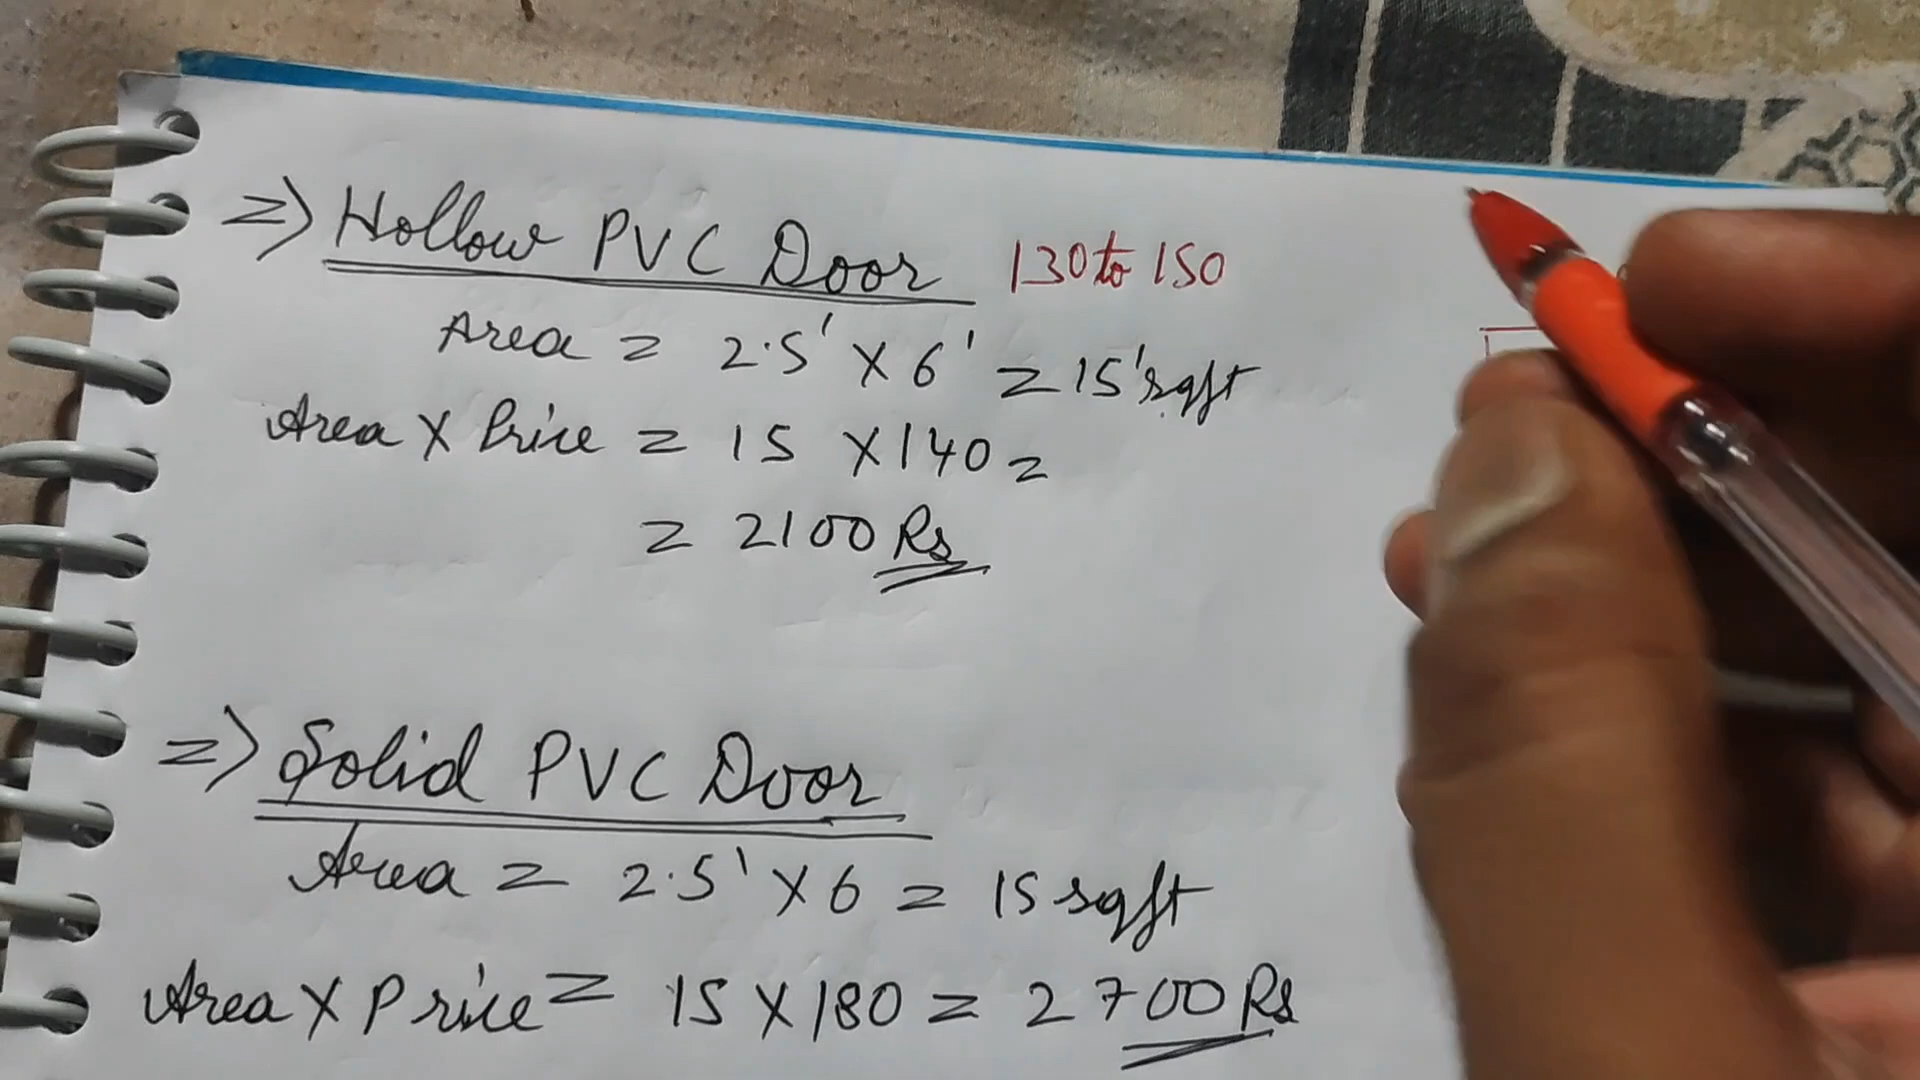 => Hollow PVC Door 130 to 150
Area = 2.5' X 6' = 15' sqft
Area X Price = 15 X 140 =
= 2100 Rs
=> Solid PVC Door
Area = 2.5' X 6 = 15 sqft
Area X Price = 15 X 180 = 2700 Rs